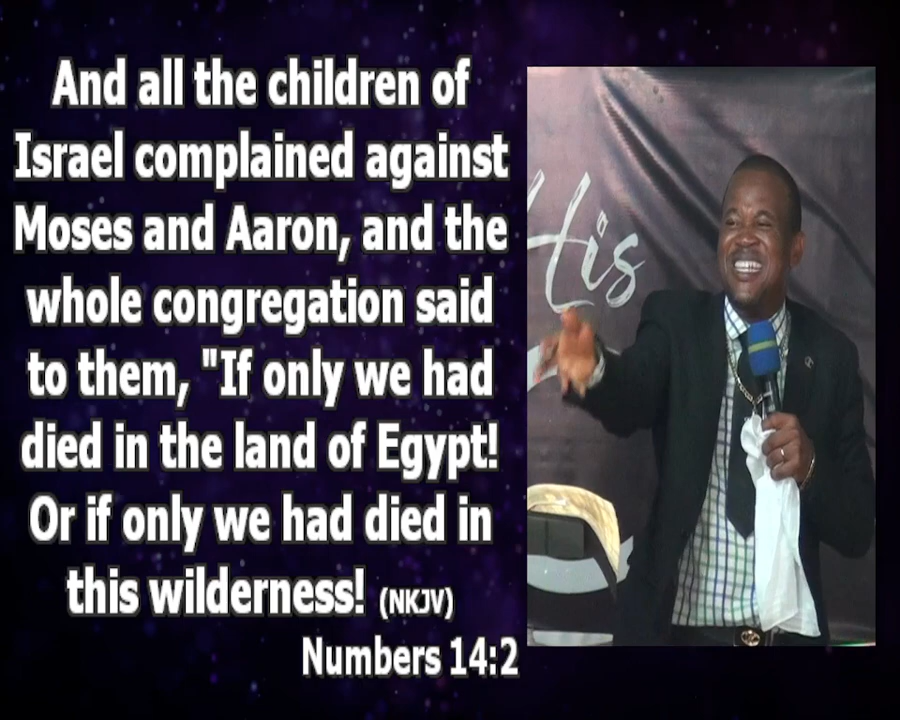 And all the children of
Israel complained against
Moses and Aaron, and the
whole congregation said
to them, "If only we had
died in the land of Egypt!
Or if only we had died in
this wilderness! (NKJV)
Numbers 14:2
His